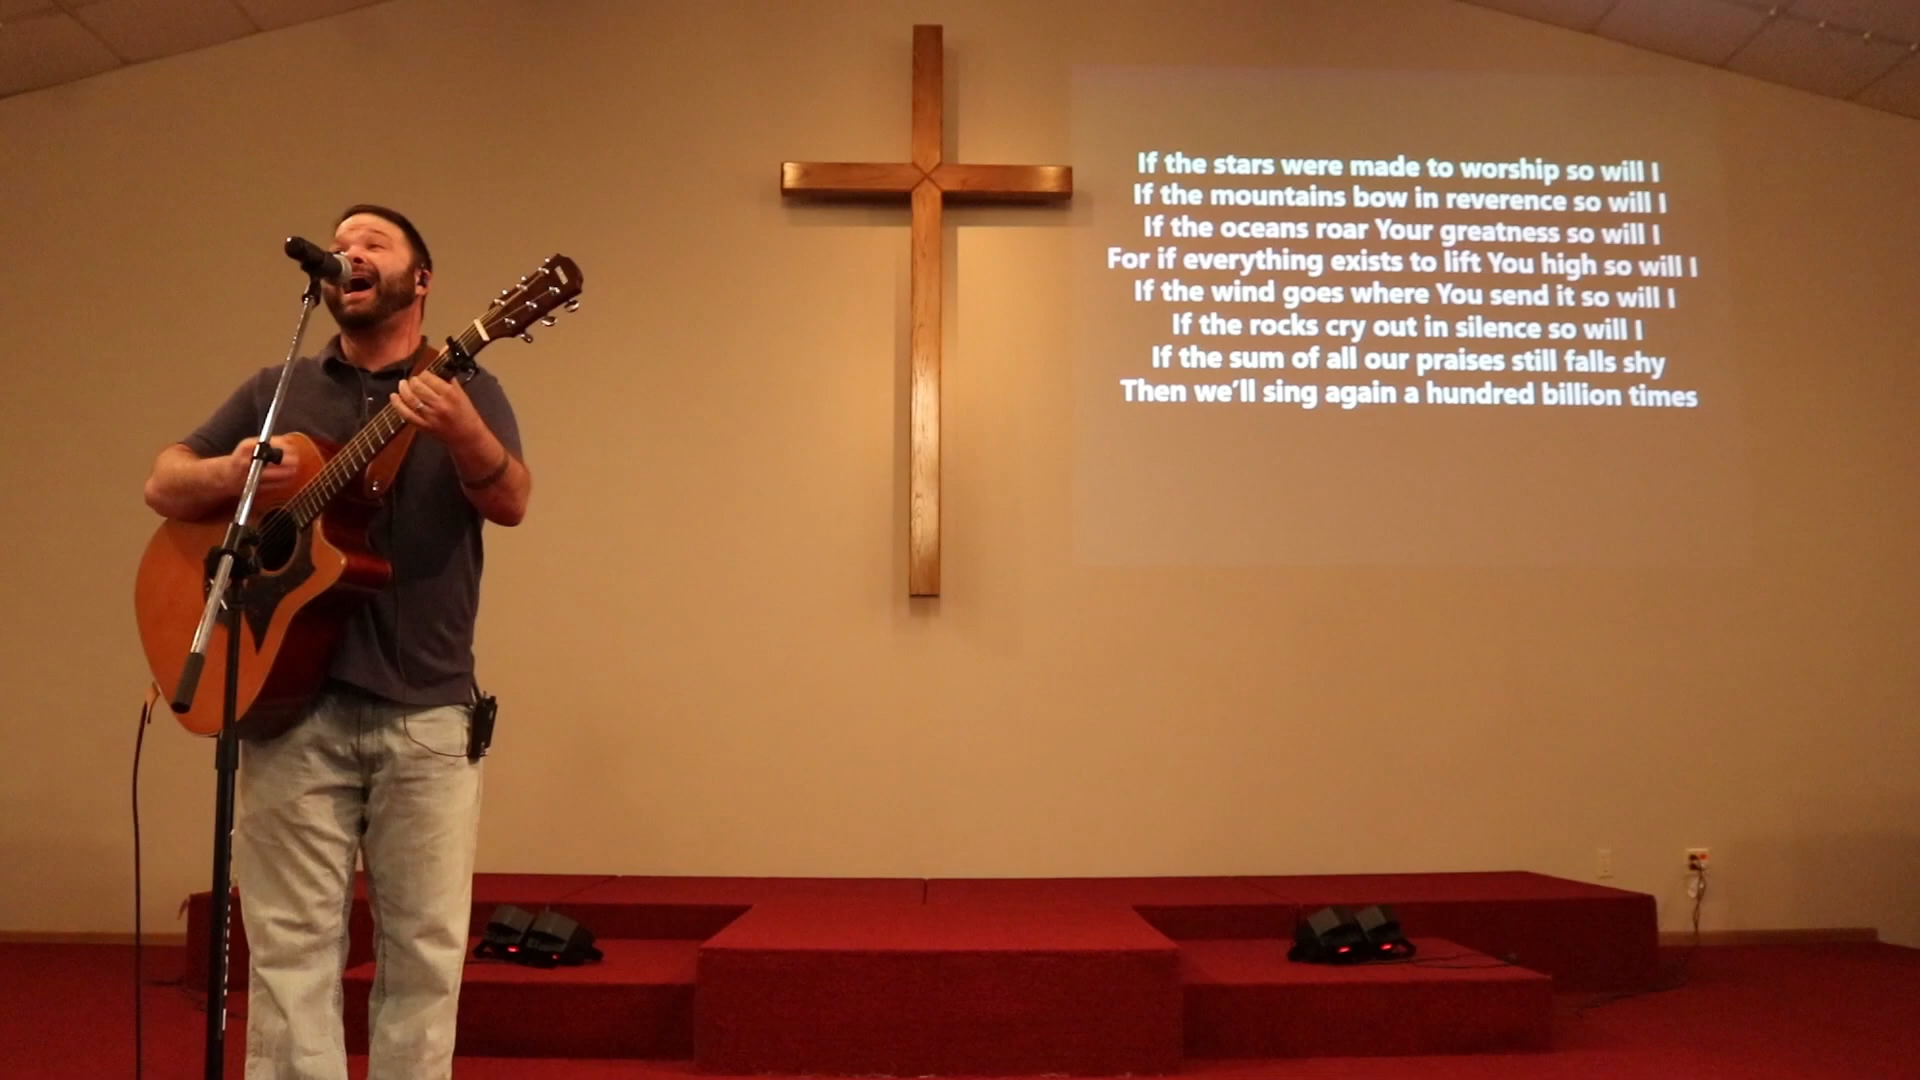 If the stars were made to worship so will I
If the mountains bow in reverence so will I
If the oceans roar Your greatness so will I
For if everything exists to lift You high so will I
If the wind goes where You send it so will I
If the rocks cry out in silence so will I
If the sum of all our praises still falls shy
Then we'll sing again a hundred billion times